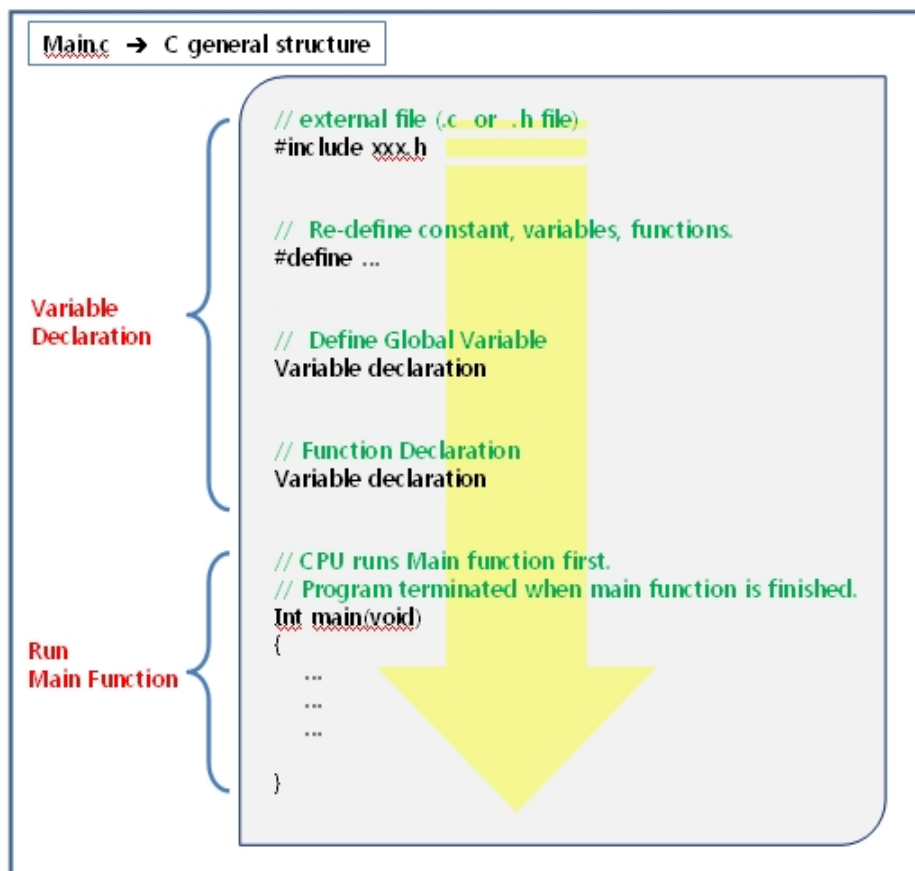 Main.c → C general structure
// external file (.c or .h file)
#include xxx.h
// Re-define constant, variables, functions.
#define ...
Variable
Declaration
// Define Global Variable
Variable declaration
// Function Declaration
Variable declaration
// CPU runs Main function first.
// Program terminated when main function is finished.
Int main(void)
{
Run
Main Function
...
...
...
}